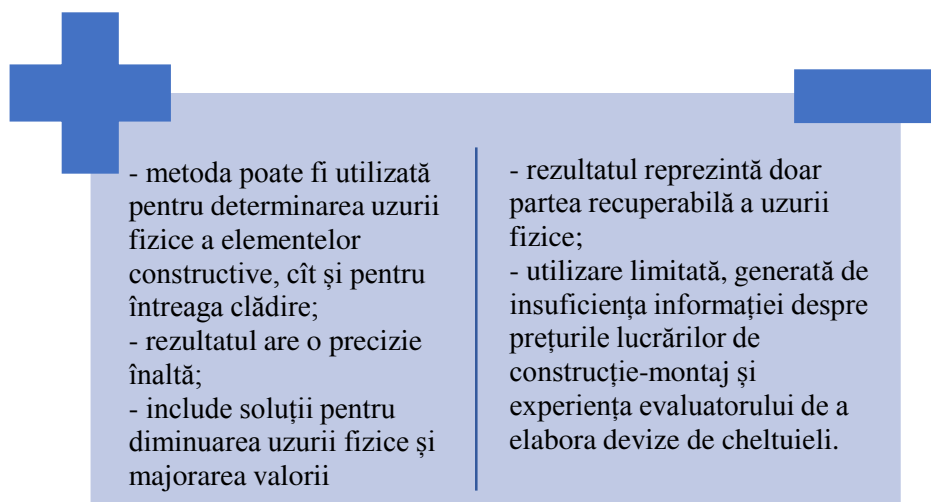 - metoda poate fi utilizată
pentru determinarea uzurii
fizice a elementelor
constructive, cît și pentru
întreaga clădire;
- rezultatul are o precizie
înaltă;
- include soluții pentru
diminuarea uzurii fizice și
majorarea valorii
- rezultatul reprezintă doar
partea recuperabilă a uzurii
fizice;
- utilizare limitată, generată de
insuficiența informației despre
prețurile lucrărilor de
construcție-montaj și
experiența evaluatorului de a
elabora devize de cheltuieli.